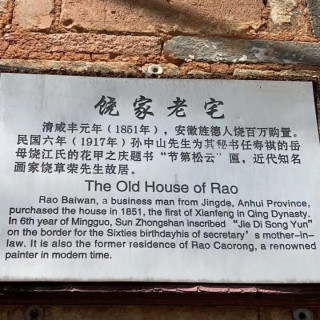 饶家老宅
清咸丰元年（1851年），安徽旌德人饶百万购置。
民国六年（1917年）孙中山先生为其秘书任寿祺的岳
母饶江氏的花甲之庆题书“节第松云”匾，近代知名
画家饶草荣先生故居。
The Old House of Rao
Rao Baiwan, a business man from Jingde, Anhui Province,
purchased the house in 1851, the first of Xianfeng in Qing Dynasty.
In 6th year of Mingguo, Sun Zhongshan inscribed “Jie Di Song Yun”
on the border for the Sixties birthdayhis of secretary’s mother-in-
law. It is also the former residence of Rao Caorong, a renowned
painter in modern time.